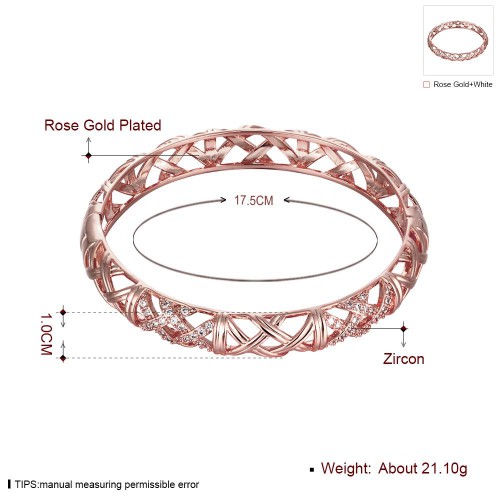 Rose Gold+White
Rose Gold Plated
17.5CM
1.0CM
Zircon
Weight: About 21.10g
TIPS:manual measuring permissible error